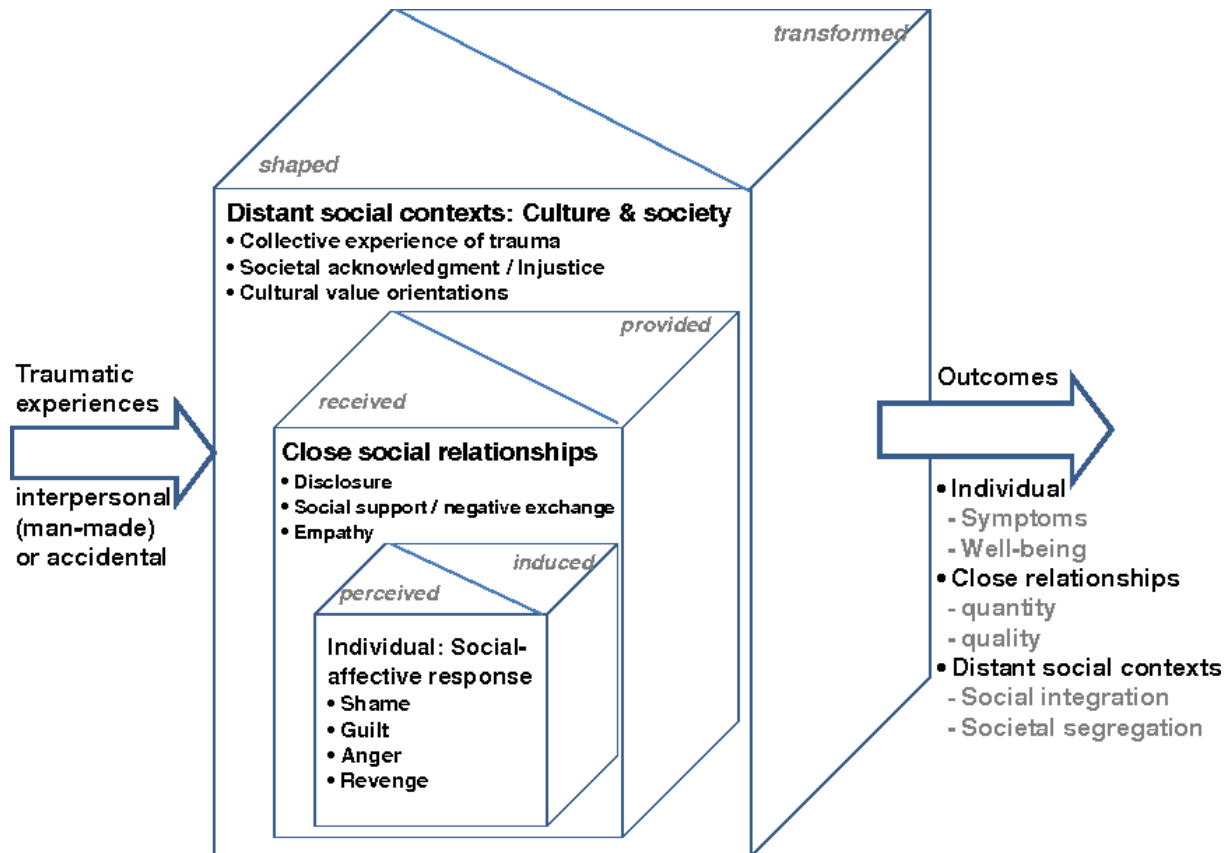 transformed
shaped
Distant social contexts: Culture & society
• Collective experience of trauma
• Societal acknowledgment / Injustice
• Cultural value orientations
provided
received
Close social relationships
• Disclosure
• Social support / negative exchange
• Empathy
induced
perceived
Individual: Social-
affective response
• Shame
• Guilt
• Anger
• Revenge
Traumatic
experiences
interpersonal
(man-made)
or accidental
Outcomes
• Individual
- Symptoms
- Well-being
• Close relationships
- quantity
- quality
• Distant social contexts
- Social integration
- Societal segregation